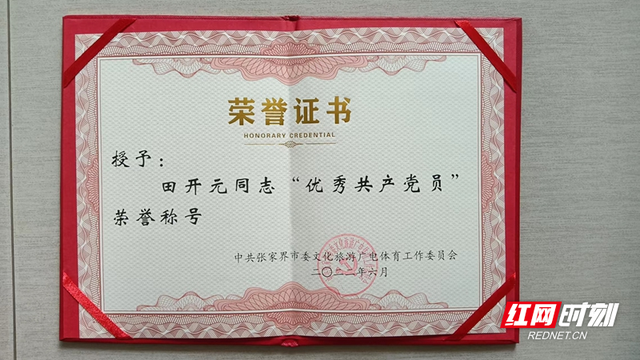 荣誉证书
HONORARY CREDENTIAL
授予：
田开元同志“优秀共产党员”
荣誉称号
中共张家界市委文化旅游广电体育工作委员会
二〇二二年六月
红网时刻
REDNET.CN